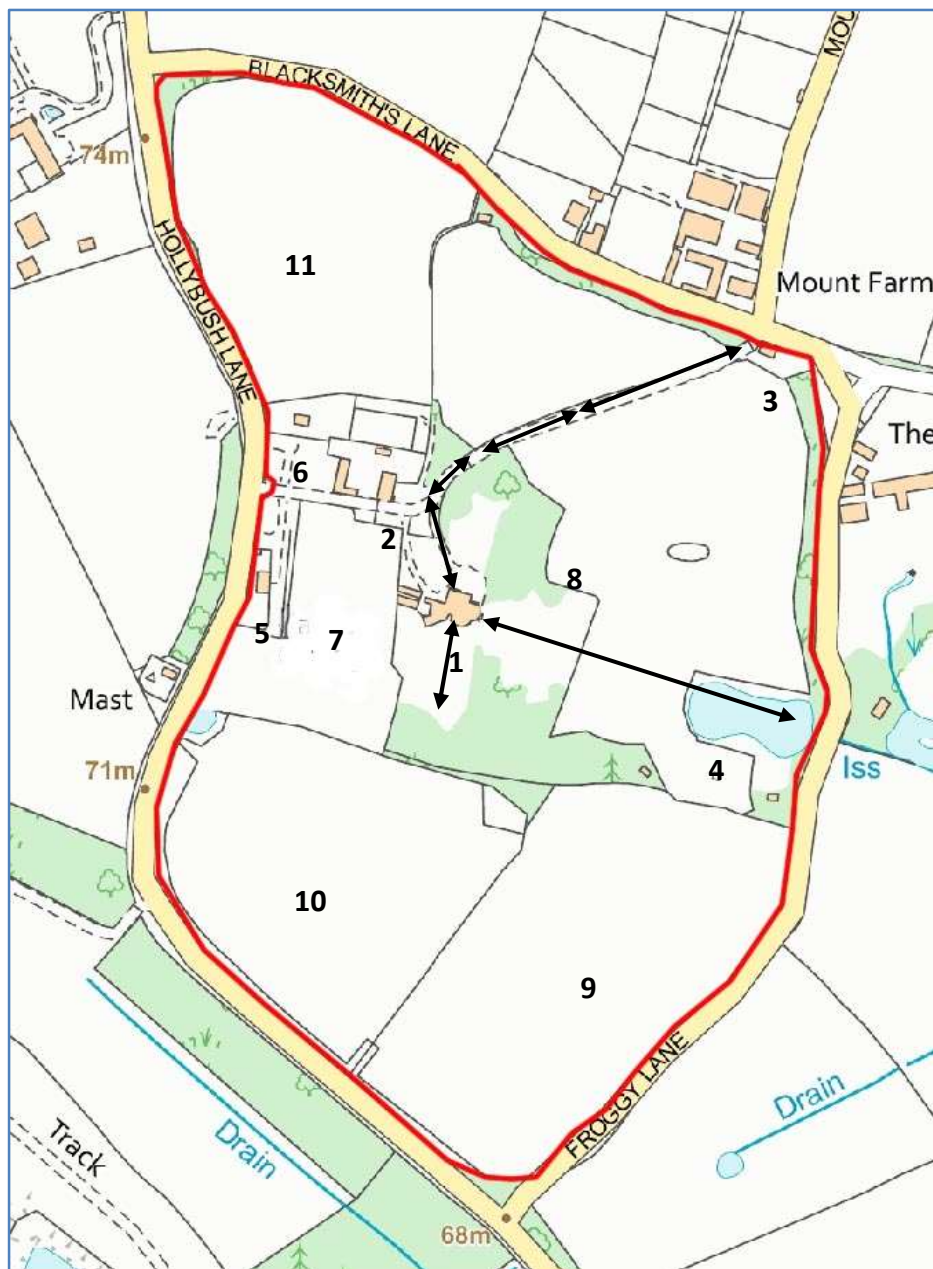 MOU
BLACKSMITH'S LANE
74m
HOLLYBUSH LANE
11
Mount Farm
3
The
6
2
8
5
7
1
Mast
4
Iss
71m
10
9
FROGGY LANE
Drain
Drain
Track
68m